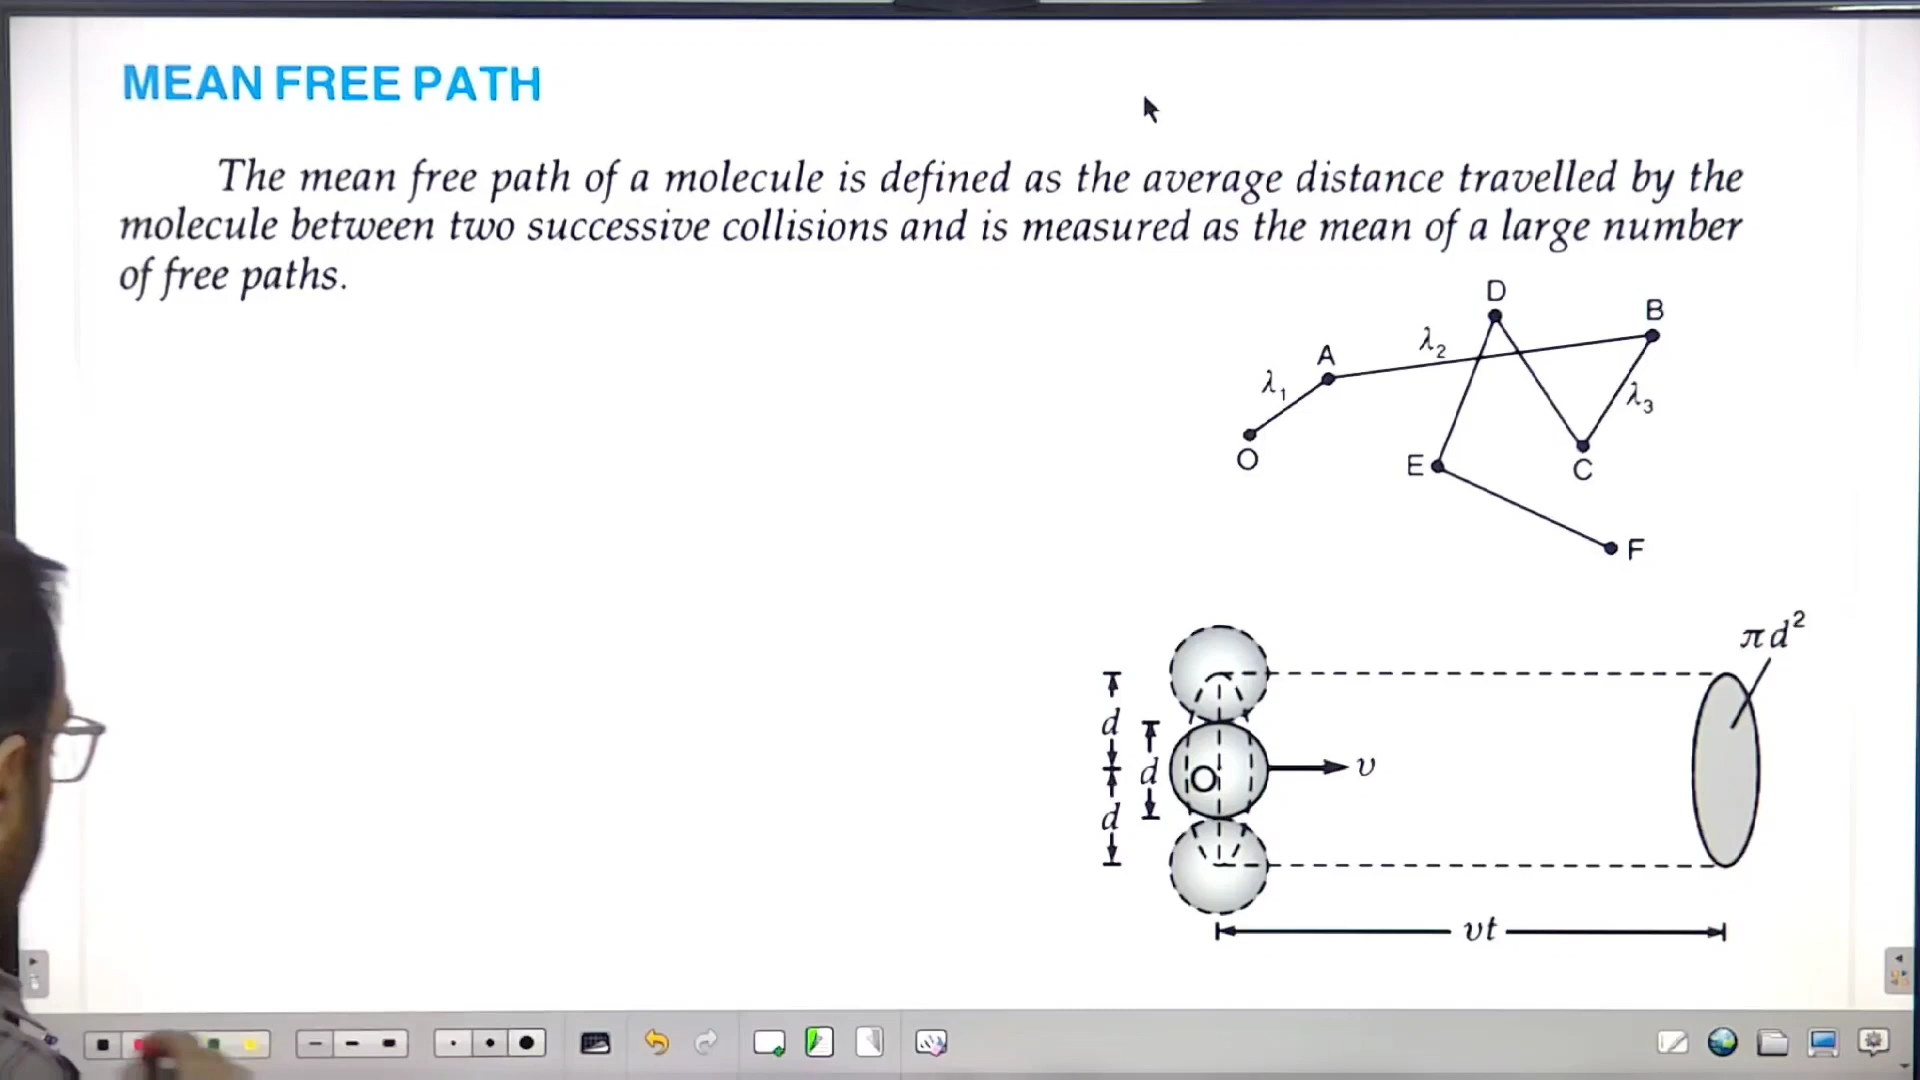 MEAN FREE PATH
The mean free path of a molecule is defined as the average distance travelled by the
molecule between two successive collisions and is measured as the mean of a large number
of free paths.
D
B
λ₂
A
λ₁
λ₃
O
E
C
F
πd²
d
d
O
υ
d
υt